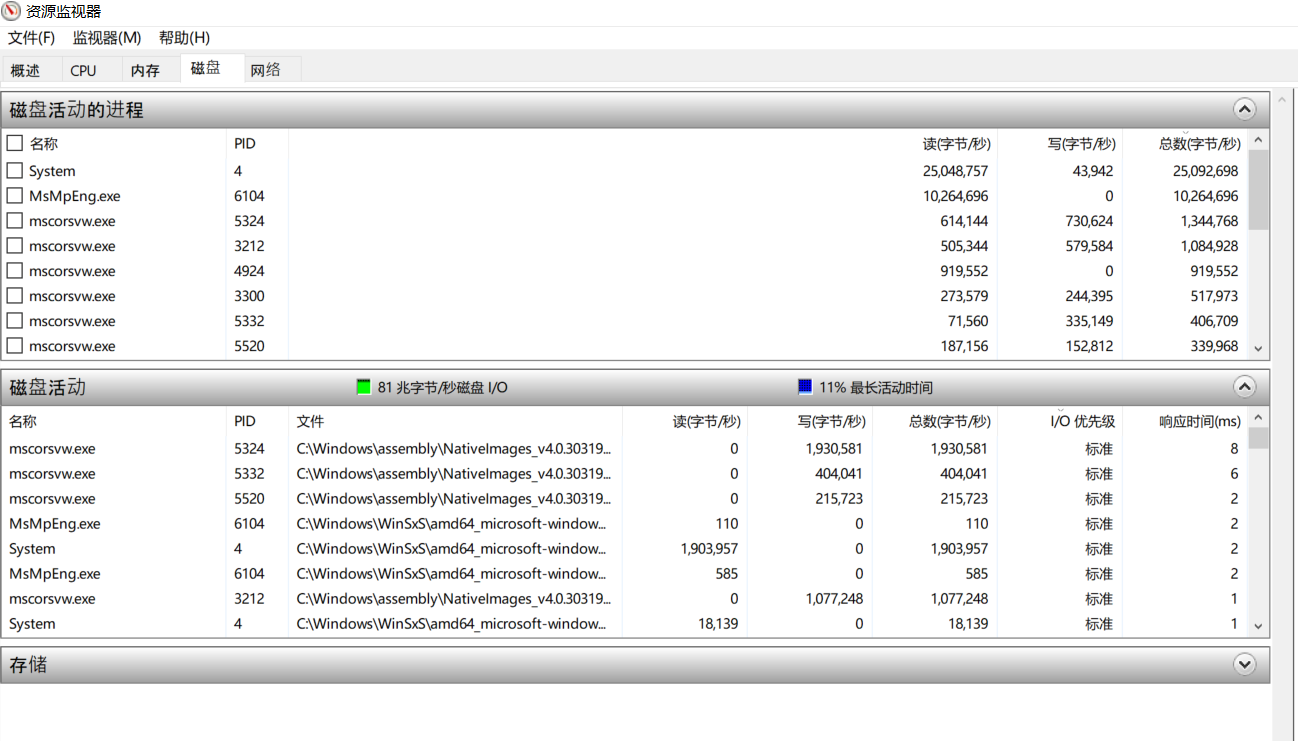 资源监视器
文件(F) 监视器(M) 帮助(H)
概述 CPU 内存 磁盘 网络
磁盘活动的进程
名称 PID 读(字节/秒) 写(字节/秒) 总数(字节/秒)
System 4 25,048,757 43,942 25,092,698
MsMpEng.exe 6104 10,264,696 0 10,264,696
mscorsvw.exe 5324 614,144 730,624 1,344,768
mscorsvw.exe 3212 505,344 579,584 1,084,928
mscorsvw.exe 4924 919,552 0 919,552
mscorsvw.exe 3300 273,579 244,395 517,973
mscorsvw.exe 5332 71,560 335,149 406,709
mscorsvw.exe 5520 187,156 152,812 339,968
磁盘活动 81 兆字节/秒磁盘 I/O 11% 最长活动时间
名称 PID 文件 读(字节/秒) 写(字节/秒) 总数(字节/秒) I/O 优先级 响应时间(ms)
mscorsvw.exe 5324 C:\Windows\assembly\NativeImages_v4.0.30319... 0 1,930,581 1,930,581 标准 8
mscorsvw.exe 5332 C:\Windows\assembly\NativeImages_v4.0.30319... 0 404,041 404,041 标准 6
mscorsvw.exe 5520 C:\Windows\assembly\NativeImages_v4.0.30319... 0 215,723 215,723 标准 2
MsMpEng.exe 6104 C:\Windows\WinSxS\amd64_microsoft-window... 110 0 110 标准 2
System 4 C:\Windows\WinSxS\amd64_microsoft-window... 1,903,957 0 1,903,957 标准 2
MsMpEng.exe 6104 C:\Windows\WinSxS\amd64_microsoft-window... 585 0 585 标准 2
mscorsvw.exe 3212 C:\Windows\assembly\NativeImages_v4.0.30319... 0 1,077,248 1,077,248 标准 1
System 4 C:\Windows\WinSxS\amd64_microsoft-window... 18,139 0 18,139 标准 1
存储